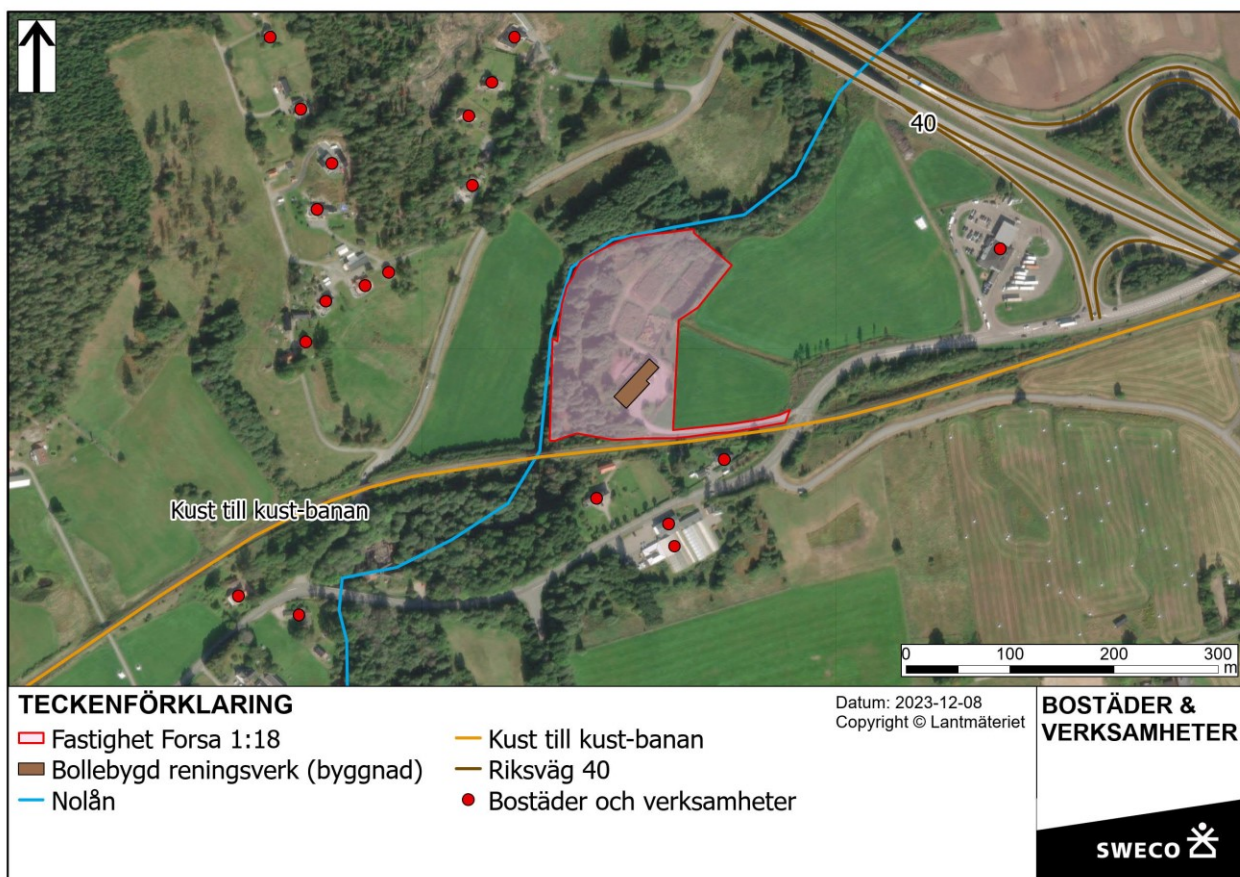 40
Kust till kust-banan
0 100 200 300
m
TECKENFÖRKLARING
Fastighet Forsa 1:18
Bollebygd reningsverk (byggnad)
Nolån
Kust till kust-banan
Riksväg 40
Bostäder och verksamheter
Datum: 2023-12-08
Copyright © Lantmäteriet
BOSTÄDER &
VERKSAMHETER
SWECO